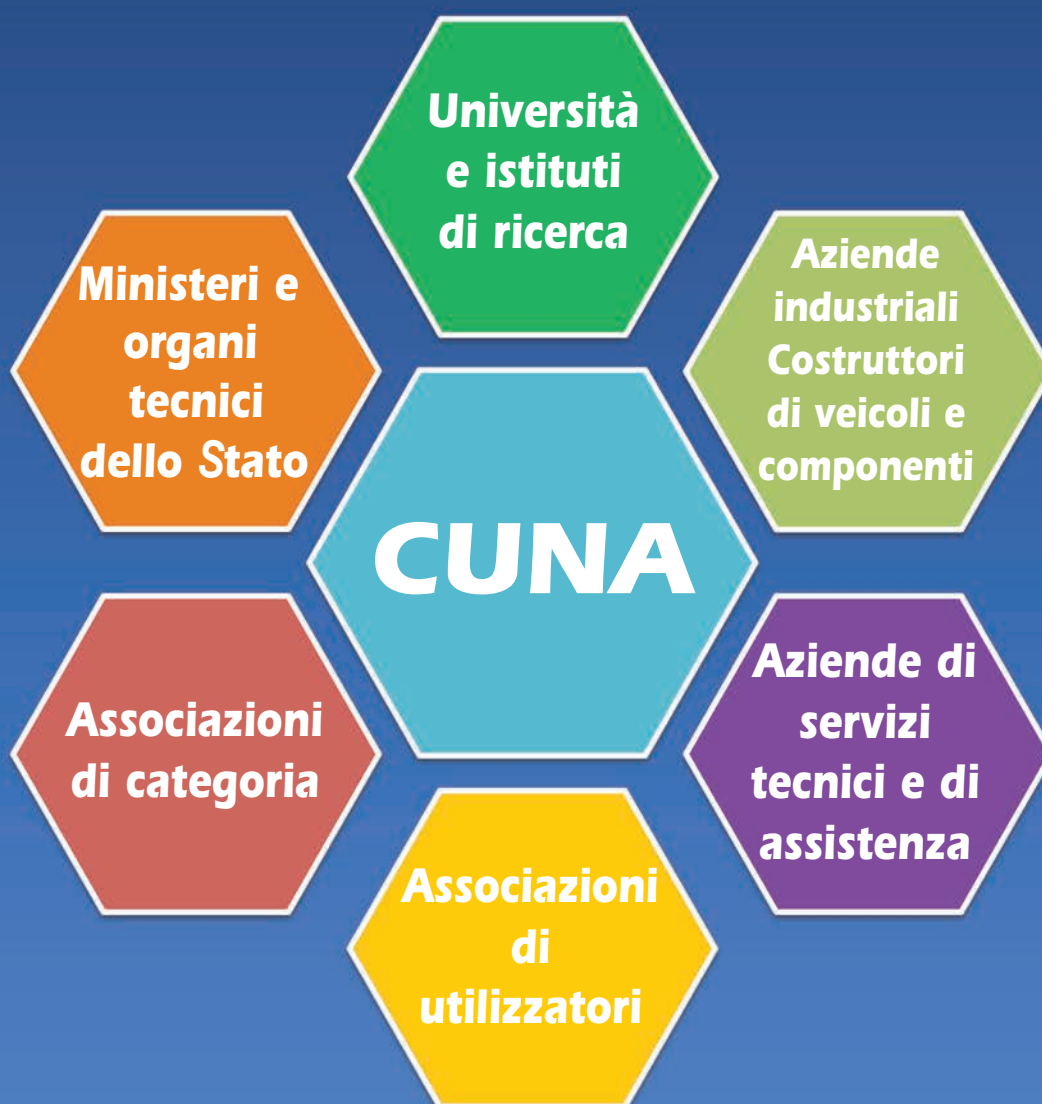 Università
e istituti
di ricerca
Ministeri e
organi
tecnici
dello Stato
Aziende
industriali
Costruttori
di veicoli e
componenti
CUNA
Associazioni
di categoria
Aziende di
servizi
tecnici e di
assistenza
Associazioni
di
utilizzatori